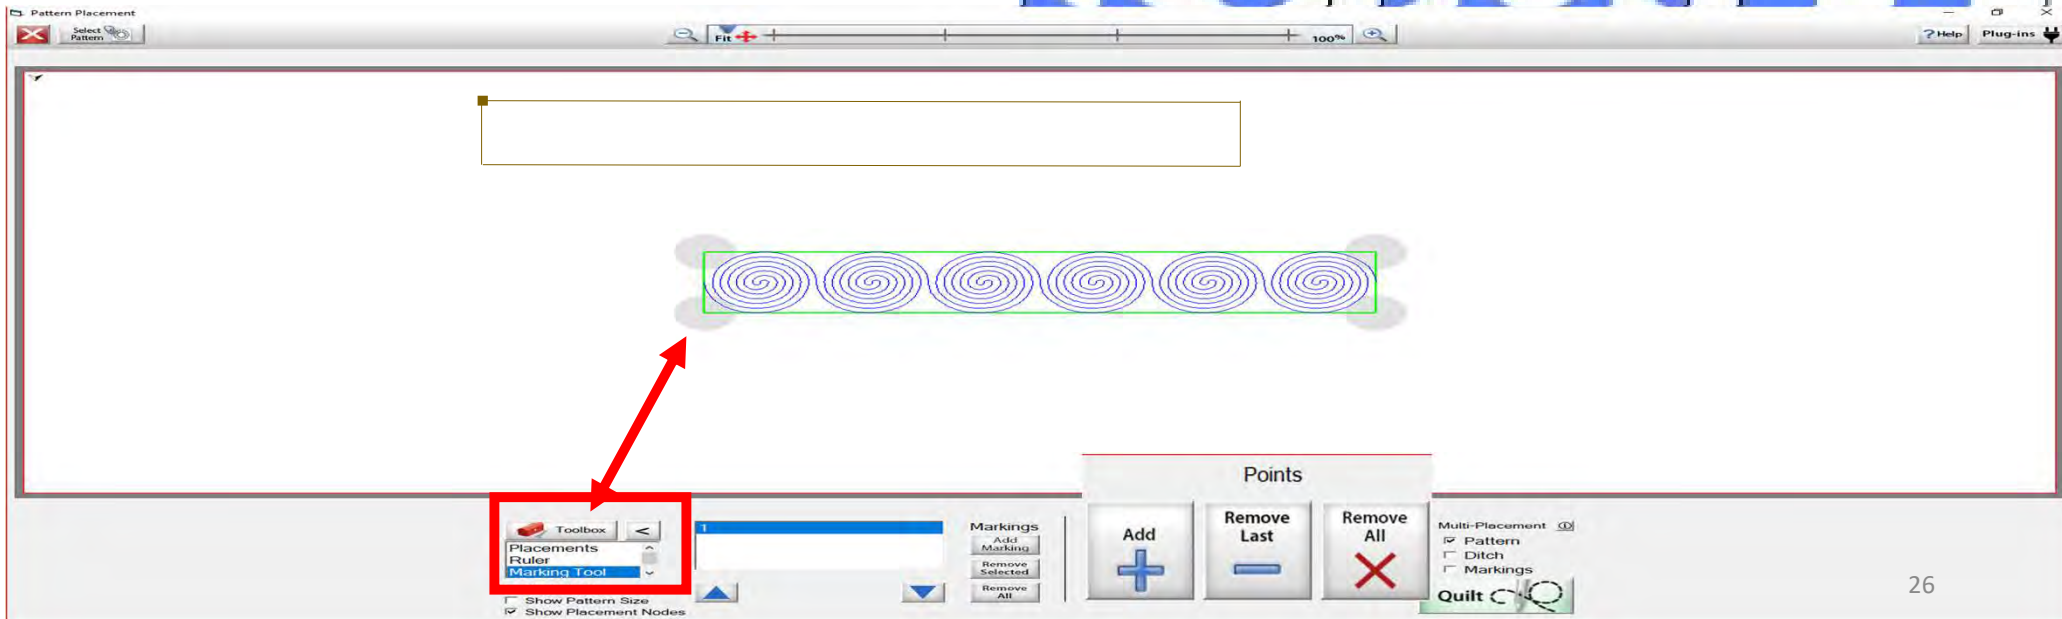 Pattern Placement
Select Pattern
Fit
100%
? Help
Plug-ins
Points
Toolbox
<
Placements
Ruler
Marking Tool
Show Pattern Size
Show Placement Nodes
1
Markings
Add Marking
Remove Selected
Remove All
Add
Remove Last
Remove All
Multi-Placement
Pattern
Ditch
Markings
Quilt
26